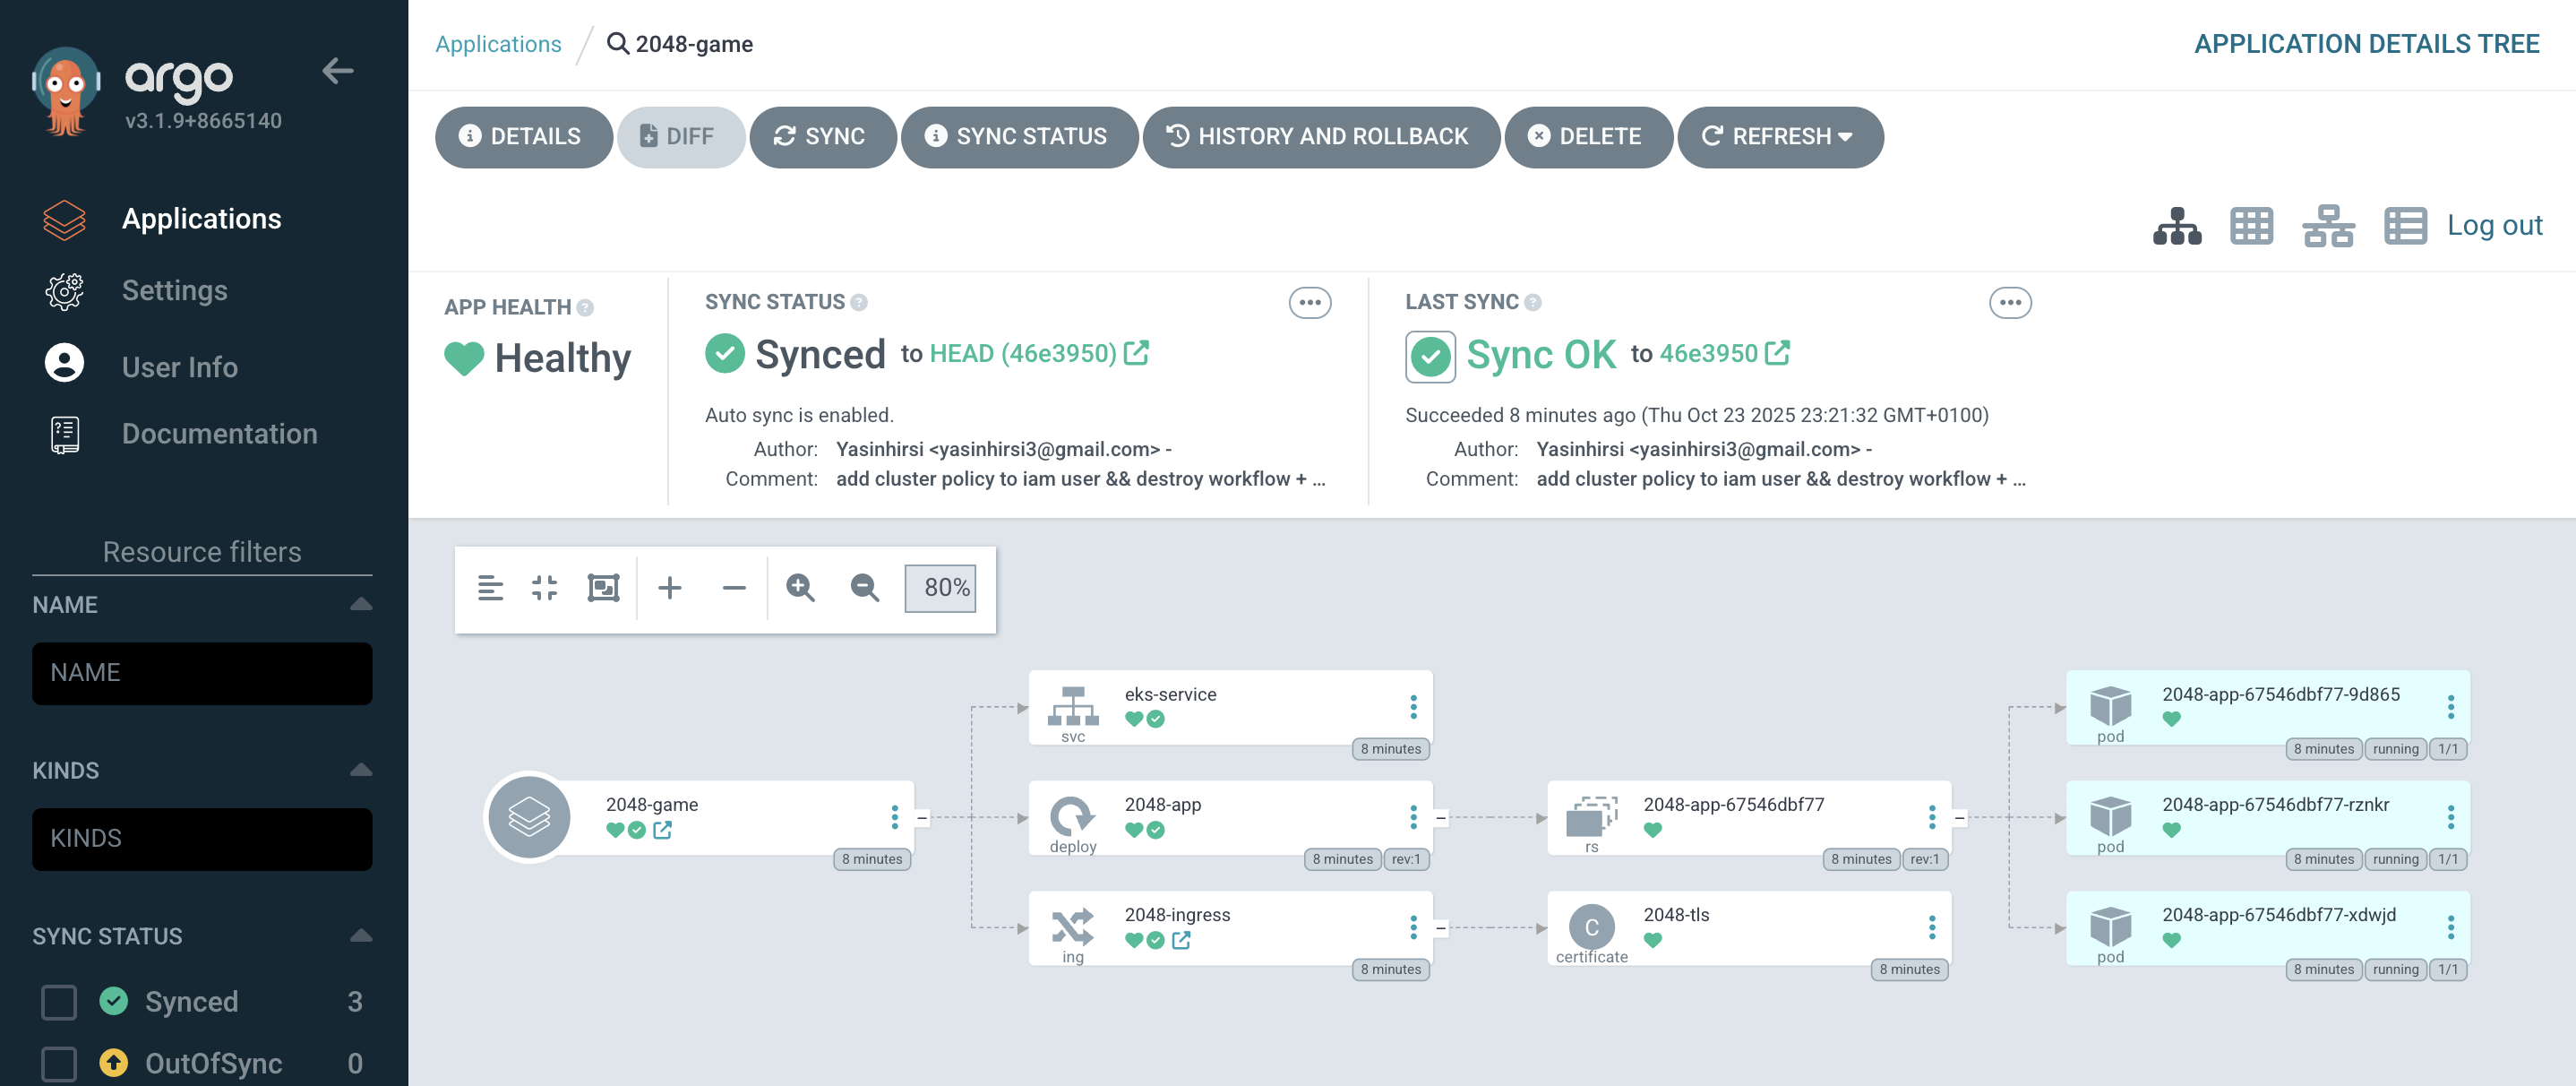 argo
v3.1.9+8665140
Applications
Settings
User Info
Documentation
Resource filters
NAME
NAME
KINDS
KINDS
SYNC STATUS
Synced 3
OutOfSync 0
Applications / 2048-game
APPLICATION DETAILS TREE
DETAILS DIFF SYNC SYNC STATUS HISTORY AND ROLLBACK DELETE REFRESH
Log out
APP HEALTH ?
Healthy
SYNC STATUS ?
Synced to HEAD (46e3950)
Auto sync is enabled.
Author: Yasinhirsi <yasinhirsi3@gmail.com> -
Comment: add cluster policy to iam user && destroy workflow + ...
LAST SYNC ?
Sync OK to 46e3950
Succeeded 8 minutes ago (Thu Oct 23 2025 23:21:32 GMT+0100)
Author: Yasinhirsi <yasinhirsi3@gmail.com> -
Comment: add cluster policy to iam user && destroy workflow + ...
80%
2048-game
8 minutes
eks-service
svc
8 minutes
2048-app
deploy
8 minutes rev:1
2048-ingress
ing
8 minutes
2048-app-67546dbf77
rs
8 minutes rev:1
C
2048-tls
certificate
8 minutes
2048-app-67546dbf77-9d865
pod
8 minutes running 1/1
2048-app-67546dbf77-rznkr
pod
8 minutes running 1/1
2048-app-67546dbf77-xdwjd
pod
8 minutes running 1/1